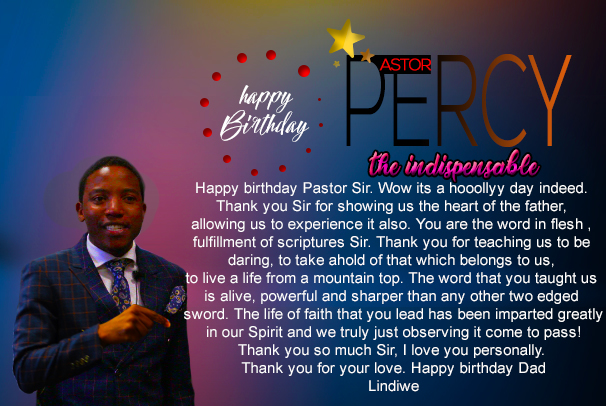 happy
Birthday
PASTOR
PERCY
the indispensable
Happy birthday Pastor Sir. Wow its a hooollyy day indeed.
Thank you Sir for showing us the heart of the father,
allowing us to experience it also. You are the word in flesh ,
fulfillment of scriptures Sir. Thank you for teaching us to be
daring, to take ahold of that which belongs to us,
to live a life from a mountain top. The word that you taught us
is alive, powerful and sharper than any other two edged
sword. The life of faith that you lead has been imparted greatly
in our Spirit and we truly just observing it come to pass!
Thank you so much Sir, I love you personally.
Thank you for your love. Happy birthday Dad
Lindiwe